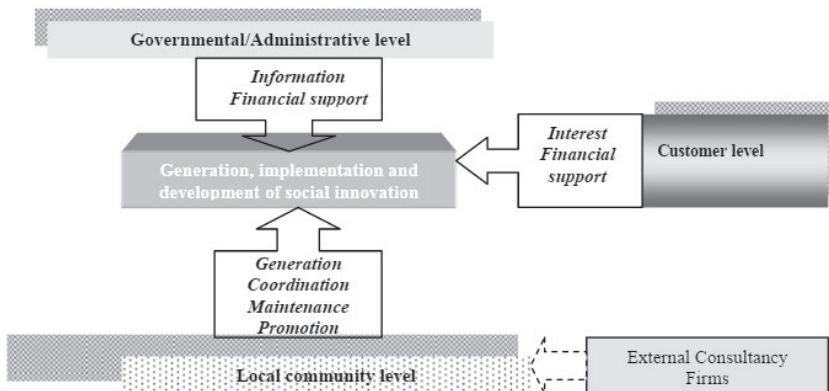 Governmental/Administrative level
Information
Financial support
Generation, implementation and
development of social innovation
Interest
Financial
support
Customer level
Generation
Coordination
Maintenance
Promotion
Local community level
External Consultancy
Firms